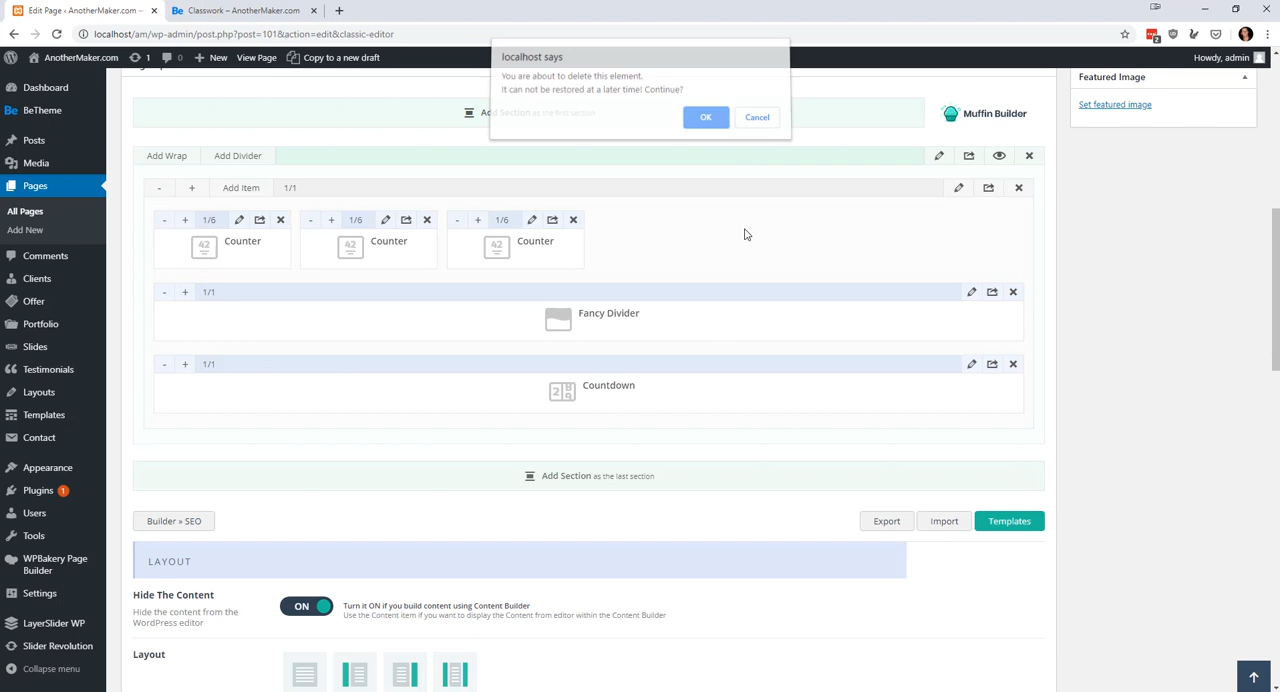 Edit Page ‹ AnotherMaker.com — W
Classwork – AnotherMaker.com
localhost/am/wp-admin/post.php?post=101&action=edit&classic-editor
AnotherMaker.com 1 1 New View Page Copy to a new draft Howdy, admin
localhost says
You are about to delete this element.
It can not be restored at a later time! Continue?
OK Cancel
Dashboard
BeTheme
Posts
Media
Pages
All Pages
Add New
Comments
Clients
Offer
Portfolio
Slides
Testimonials
Layouts
Templates
Contact
Appearance
Plugins 1
Users
Tools
WPBakery Page
Builder
Settings
LayerSlider WP
Slider Revolution
Collapse menu
Add Section as the first section
Muffin Builder
Add Wrap Add Divider
- + Add Item 1/1
- + 1/6 - + 1/6 - + 1/6
42 Counter 42 Counter 42 Counter
- + 1/1
Fancy Divider
- + 1/1
Countdown
Add Section as the last section
Builder » SEO Export Import Templates
LAYOUT
Hide The Content
Hide the content from
the WordPress editor
ON
Turn it ON if you build content using Content Builder
Use the Content item if you want to display the Content from editor within the Content Builder
Layout
Featured Image
Set featured image